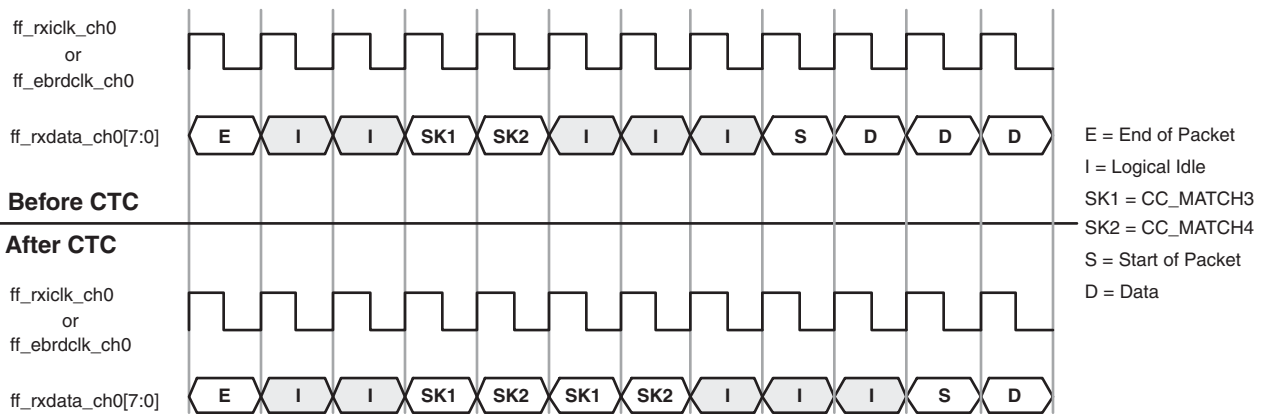 ff_rxiclk_ch0
or
ff_ebrdclk_ch0
ff_rxdata_ch0[7:0] E I I SK1 SK2 I I I S D D D
Before CTC
After CTC
ff_rxiclk_ch0
or
ff_ebrdclk_ch0
ff_rxdata_ch0[7:0] E I I SK1 SK2 SK1 SK2 I I I S D
E = End of Packet
I = Logical Idle
SK1 = CC_MATCH3
SK2 = CC_MATCH4
S = Start of Packet
D = Data